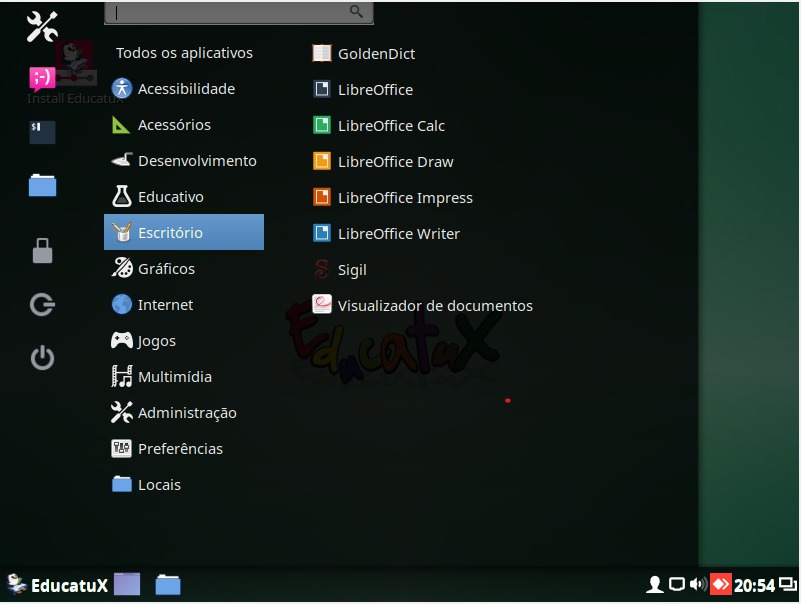 ;-)
Install EducatuX
$
Todos os aplicativos
Acessibilidade
Acessórios
Desenvolvimento
Educativo
Escritório
Gráficos
Internet
Jogos
Multimídia
Administração
Preferências
Locais
GoldenDict
LibreOffice
LibreOffice Calc
LibreOffice Draw
LibreOffice Impress
LibreOffice Writer
Sigil
Visualizador de documentos
EducatuX
EducatuX
20:54